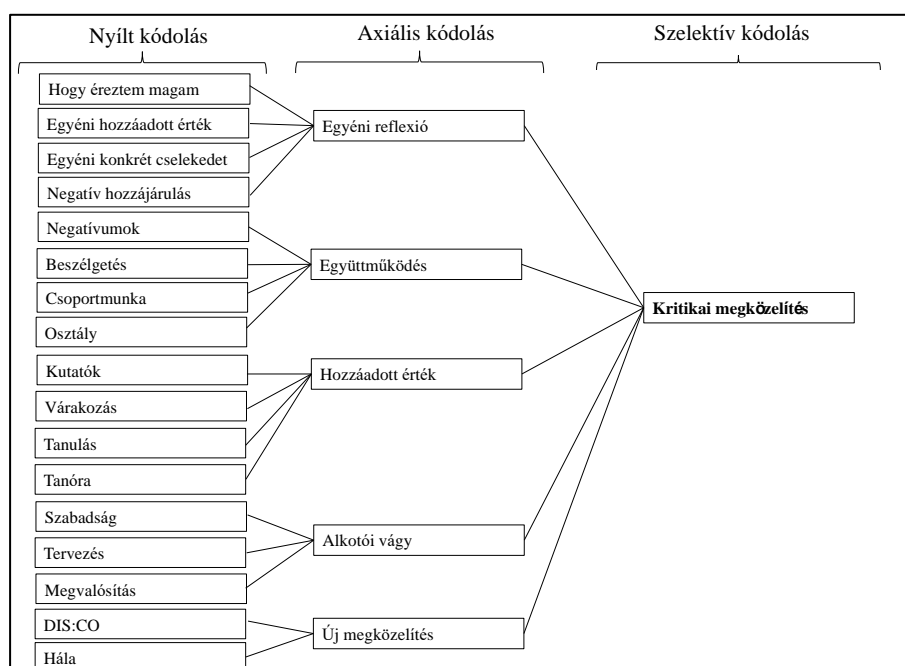 Nyílt kódolás
Axiális kódolás
Szelektív kódolás
Hogy éreztem magam
Egyéni hozzáadott érték
Egyéni konkrét cselekedet
Negatív hozzájárulás
Negatívumok
Beszélgetés
Csoportmunka
Osztály
Kutatók
Várakozás
Tanulás
Tanóra
Szabadság
Tervezés
Megvalósítás
DIS:CO
Hála
Egyéni reflexió
Együttműködés
Hozzáadott érték
Alkotói vágy
Új megközelítés
Kritikai megközelítés